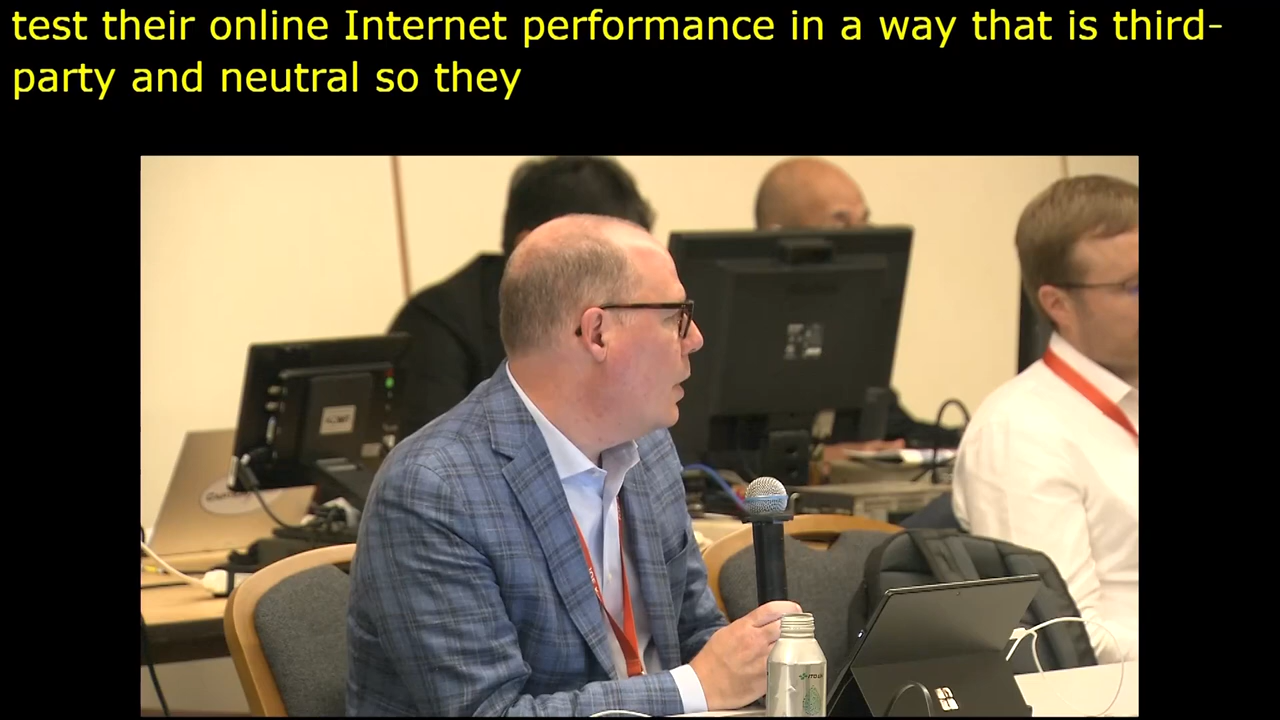 test their online Internet performance in a way that is third-
party and neutral so they